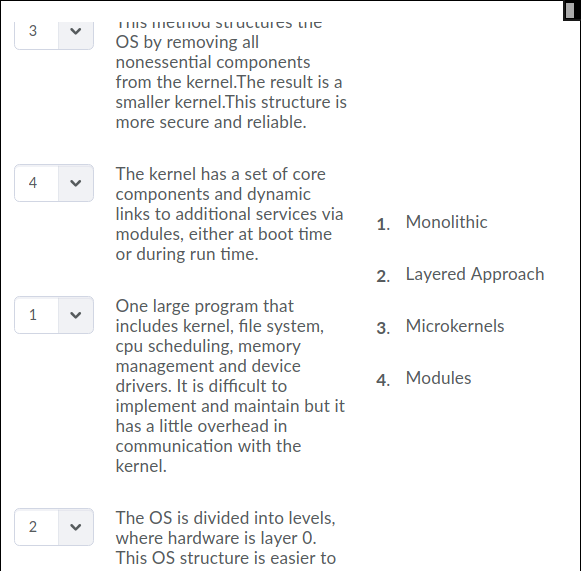 3
This method structures the
OS by removing all
nonessential components
from the kernel.The result is a
smaller kernel.This structure is
more secure and reliable.
4
The kernel has a set of core
components and dynamic
links to additional services via
modules, either at boot time
or during run time.
1
One large program that
includes kernel, file system,
cpu scheduling, memory
management and device
drivers. It is difficult to
implement and maintain but it
has a little overhead in
communication with the
kernel.
2
The OS is divided into levels,
where hardware is layer 0.
This OS structure is easier to
1. Monolithic
2. Layered Approach
3. Microkernels
4. Modules